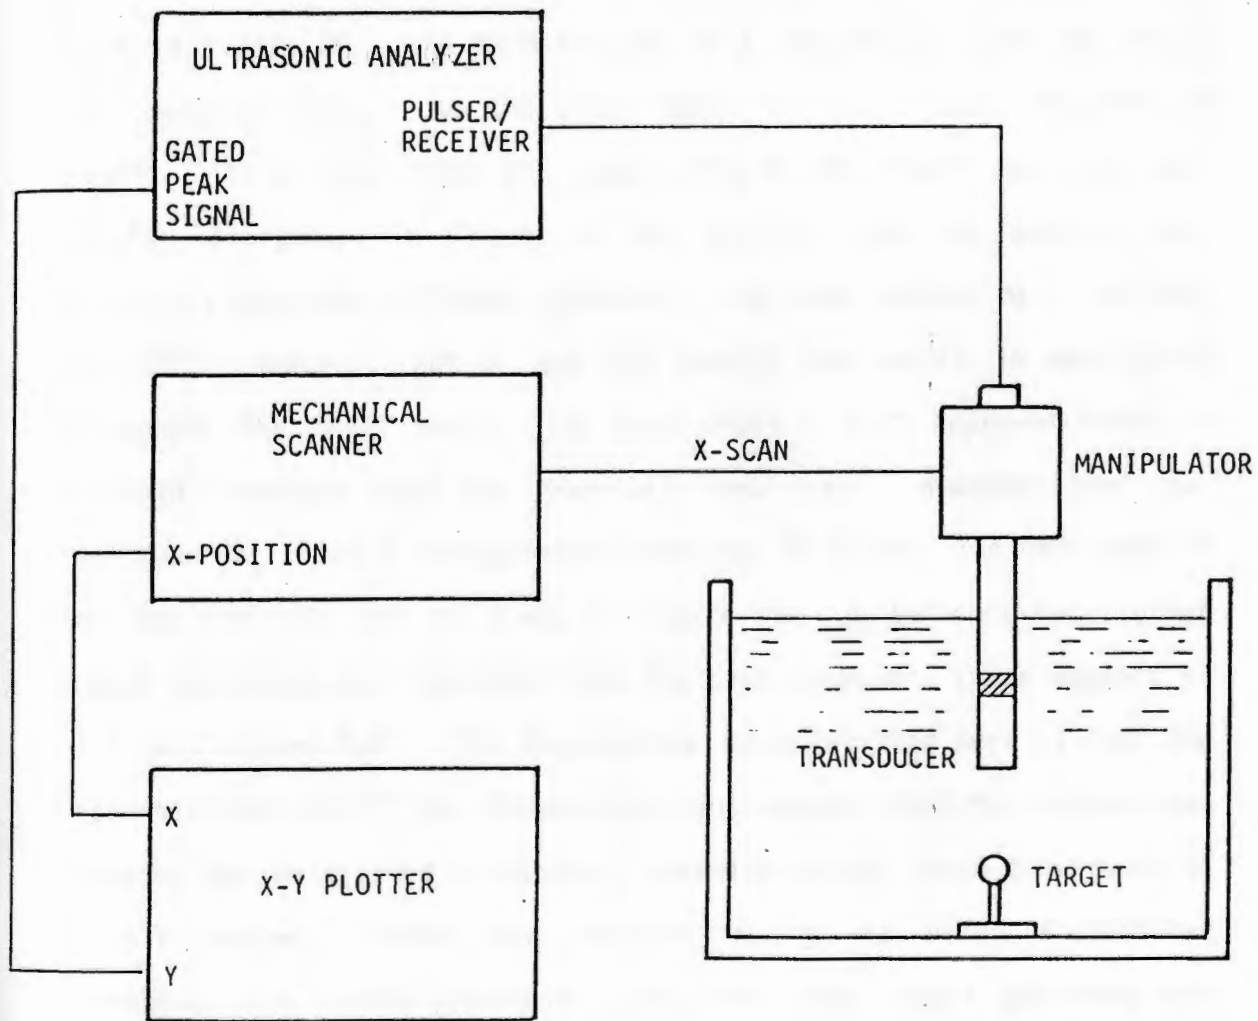 ULTRASONIC ANALYZER
PULSER/
RECEIVER
GATED
PEAK
SIGNAL
MECHANICAL
SCANNER
X-SCAN
MANIPULATOR
X-POSITION
TRANSDUCER
X
X-Y PLOTTER
TARGET
Y